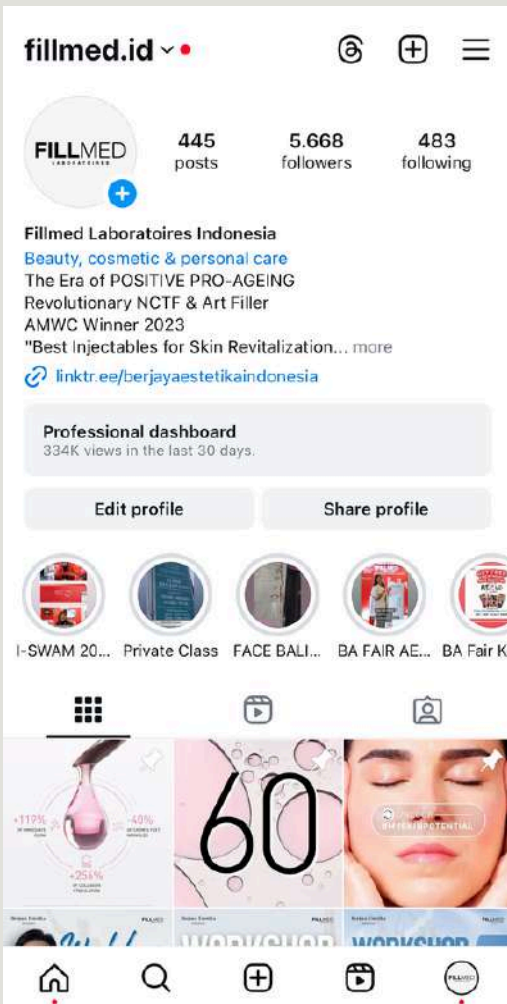 fillmed.id
FILLMED
LABORATOIRES
445
posts
5.668
followers
483
following
Fillmed Laboratoires Indonesia
Beauty, cosmetic & personal care
The Era of POSITIVE PRO-AGEING
Revolutionary NCTF & Art Filler
AMWC Winner 2023
"Best Injectables for Skin Revitalization... more
linktr.ee/berjayaestetikaindonesia
Professional dashboard
334K views in the last 30 days.
Edit profile
Share profile
I-SWAM 20...
Private Class
FACE BALI...
BA FAIR AE...
BA Fair K
+119%
-40%
+256%
60
#MYSKINPOTENTIAL
WORKSHOP
WORKSHOP
FILLMED